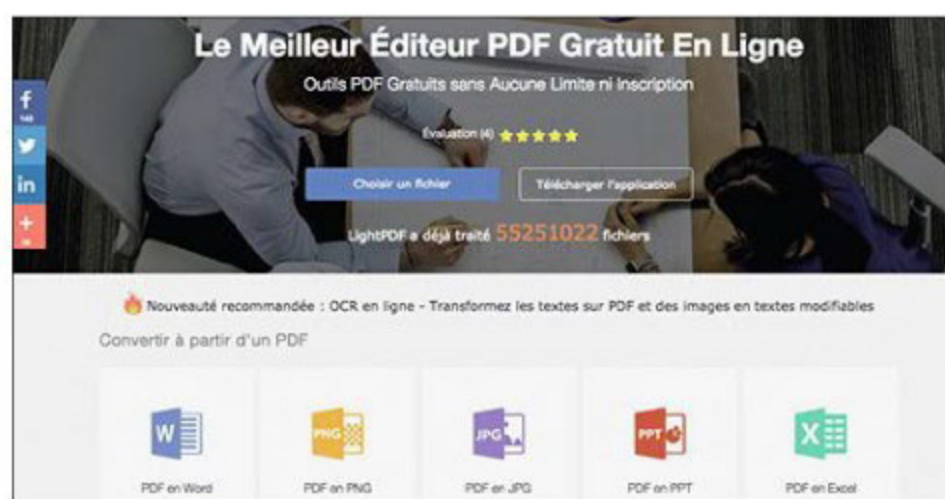 Le Meilleur Éditeur PDF Gratuit En Ligne
Outils PDF Gratuits sans Aucune Limite ni Inscription
Évaluation (4)
Choisir un fichier
Télécharger l'application
LightPDF a déjà traité 55251022 fichiers
f
in
+
Nouveauté recommandée : OCR en ligne - Transformez les textes sur PDF et des images en textes modifiables
Convertir à partir d'un PDF
W
PNG
JPG
PPT
X
PDF en Word
PDF en PNG
PDF en JPG
PDF en PPT
PDF en Excel